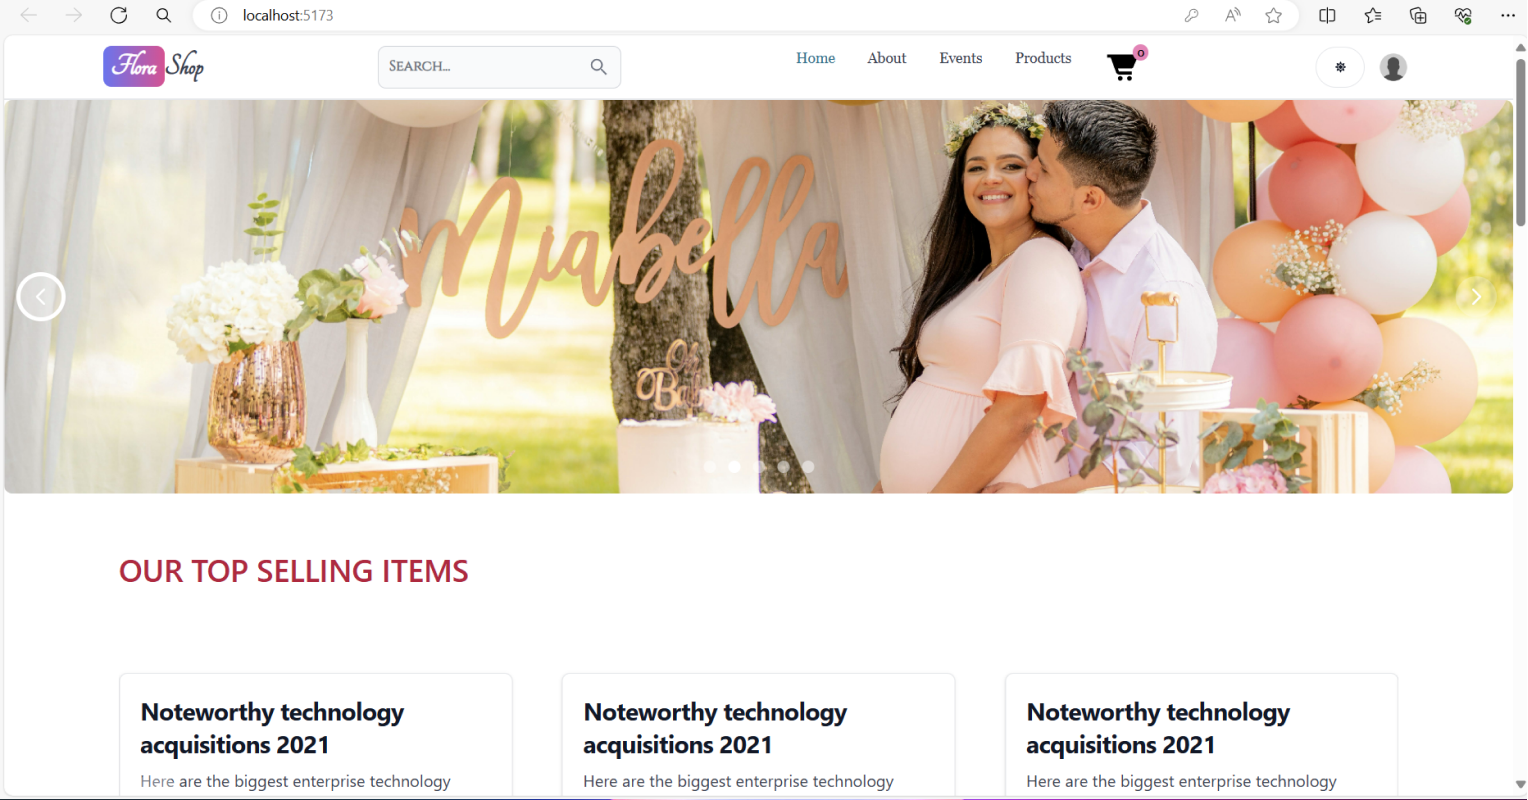 localhost:5173
Flora Shop
SEARCH...
Home
About
Events
Products
0
Miabella
Oh
OUR TOP SELLING ITEMS
Noteworthy technology
acquisitions 2021
Here are the biggest enterprise technology
Noteworthy technology
acquisitions 2021
Here are the biggest enterprise technology
Noteworthy technology
acquisitions 2021
Here are the biggest enterprise technology